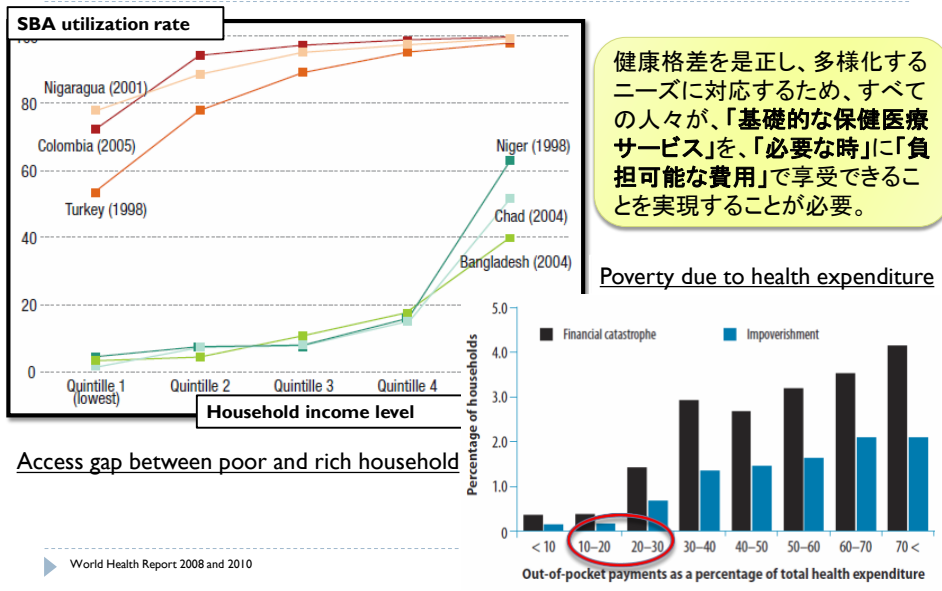 SBA utilization rate
100
80
60
40
20
0
Nigaragua (2001)
Colombia (2005)
Turkey (1998)
Niger (1998)
Chad (2004)
Bangladesh (2004)
Quintille 1
(lowest)
Quintille 2
Quintille 3
Quintille 4
Household income level
Access gap between poor and rich household
健康格差を是正し、多様化する
ニーズに対応するため、すべて
の人々が、「基礎的な保健医療
サービス」を、「必要な時」に「負
担可能な費用」で享受できるこ
とを実現することが必要。
Poverty due to health expenditure
5.0
4.0
3.0
2.0
1.0
0
Percentage of households
Financial catastrophe
Impoverishment
< 10
10–20
20–30
30–40
40–50
50–60
60–70
70 <
Out-of-pocket payments as a percentage of total health expenditure
World Health Report 2008 and 2010